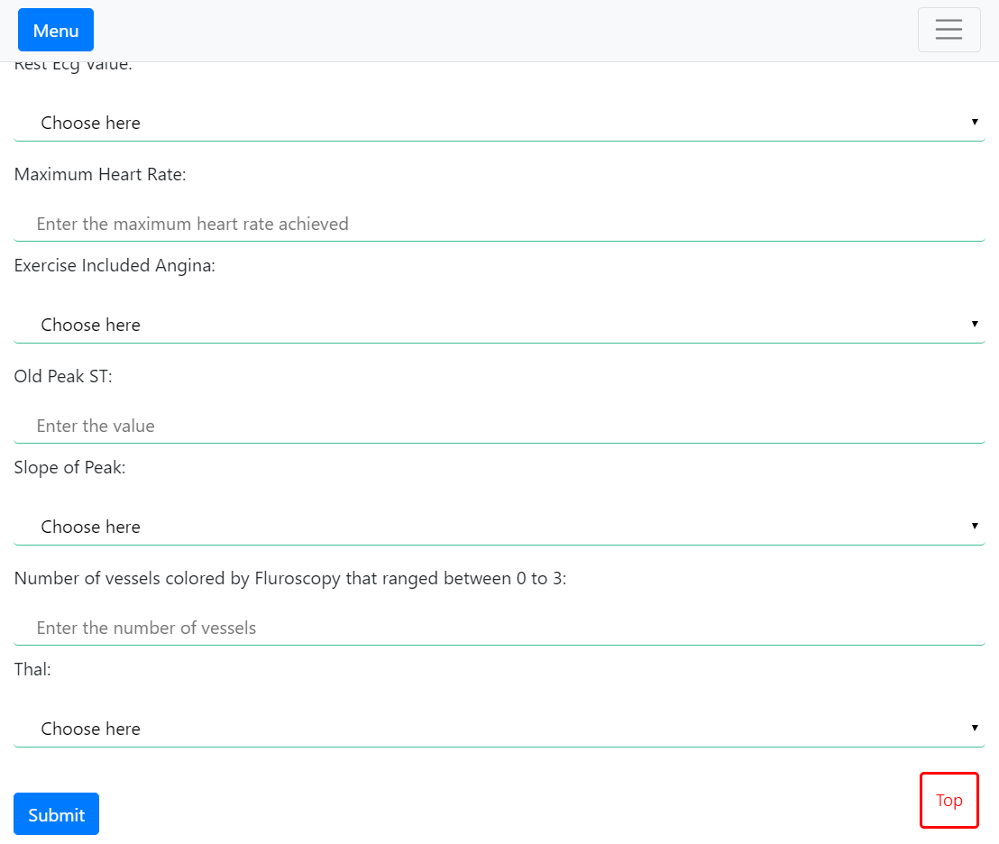 Menu
Rest Ecg Value:
Choose here
Maximum Heart Rate:
Enter the maximum heart rate achieved
Exercise Included Angina:
Choose here
Old Peak ST:
Enter the value
Slope of Peak:
Choose here
Number of vessels colored by Fluroscopy that ranged between 0 to 3:
Enter the number of vessels
Thal:
Choose here
Top
Submit